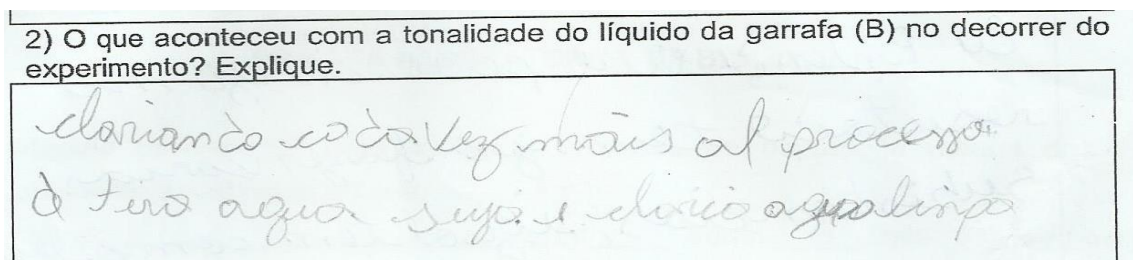 2) O que aconteceu com a tonalidade do líquido da garrafa (B) no decorrer do
experimento? Explique.
clariando cada vez mais al processo
à tira agua suja e claria agua limpa